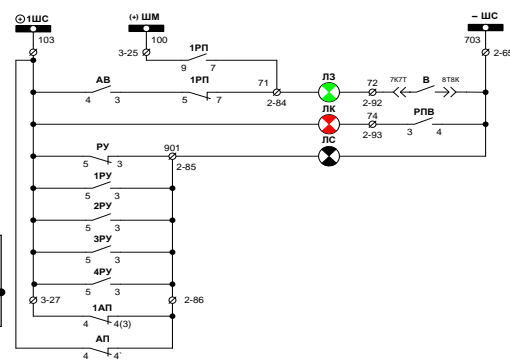 ⊕1ШС
(+) ШМ
– ШС
103
100
703
3-25
1РП
2-65
9 7
АВ
1РП
71
ЛЗ
72
7К7Т
В
8Т8К
4 3
5 7
2-84
2-92
ЛК
74
РПВ
2-93
3 4
РУ
901
ЛС
5 3
2-85
1РУ
5 3
2РУ
5 3
3РУ
5 3
4РУ
5 3
3-27
2-86
1АП
4 4(3)
АП
4 4`